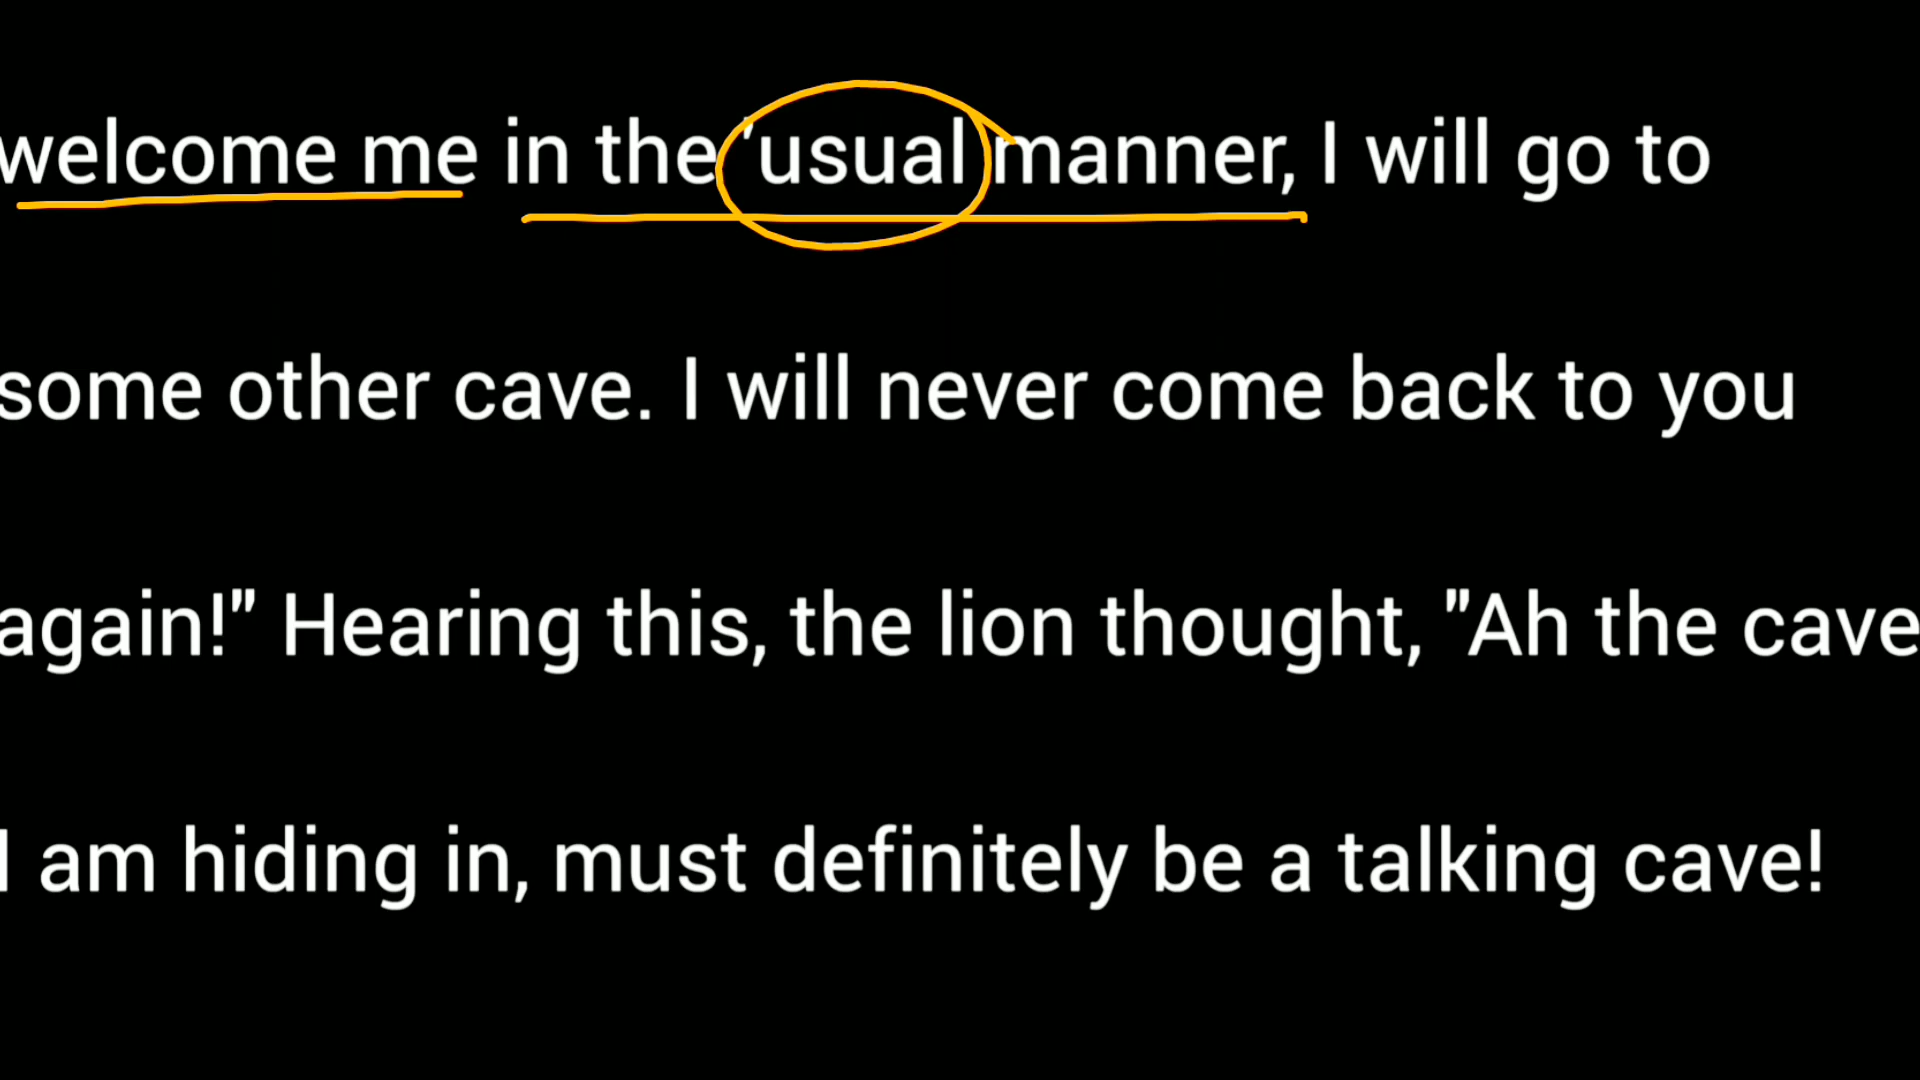 welcome me in the 'usual manner, I will go to
some other cave. I will never come back to you
again!" Hearing this, the lion thought, "Ah the cave
I am hiding in, must definitely be a talking cave!